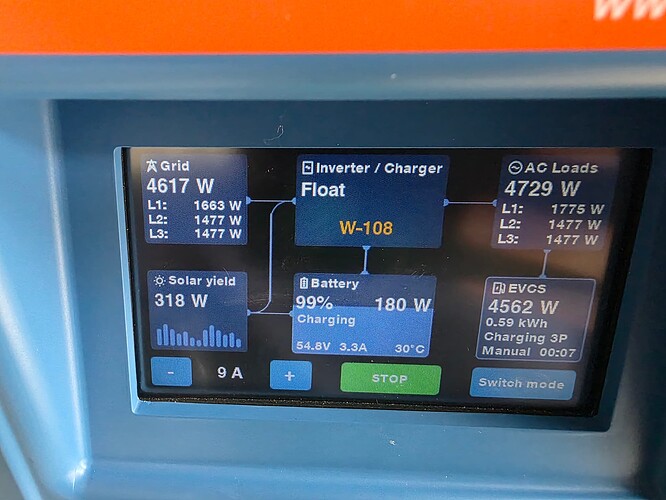 Grid
4617 W
L1: 1663 W
L2: 1477 W
L3: 1477 W
Inverter / Charger
Float
W-108
AC Loads
4729 W
L1: 1775 W
L2: 1477 W
L3: 1477 W
Solar yield
318 W
Battery
99% 180 W
Charging
54.8V 3.3A 30°C
EVCS
4562 W
0.59 kWh
Charging 3P
Manual 00:07
- 9 A +
STOP
Switch mode